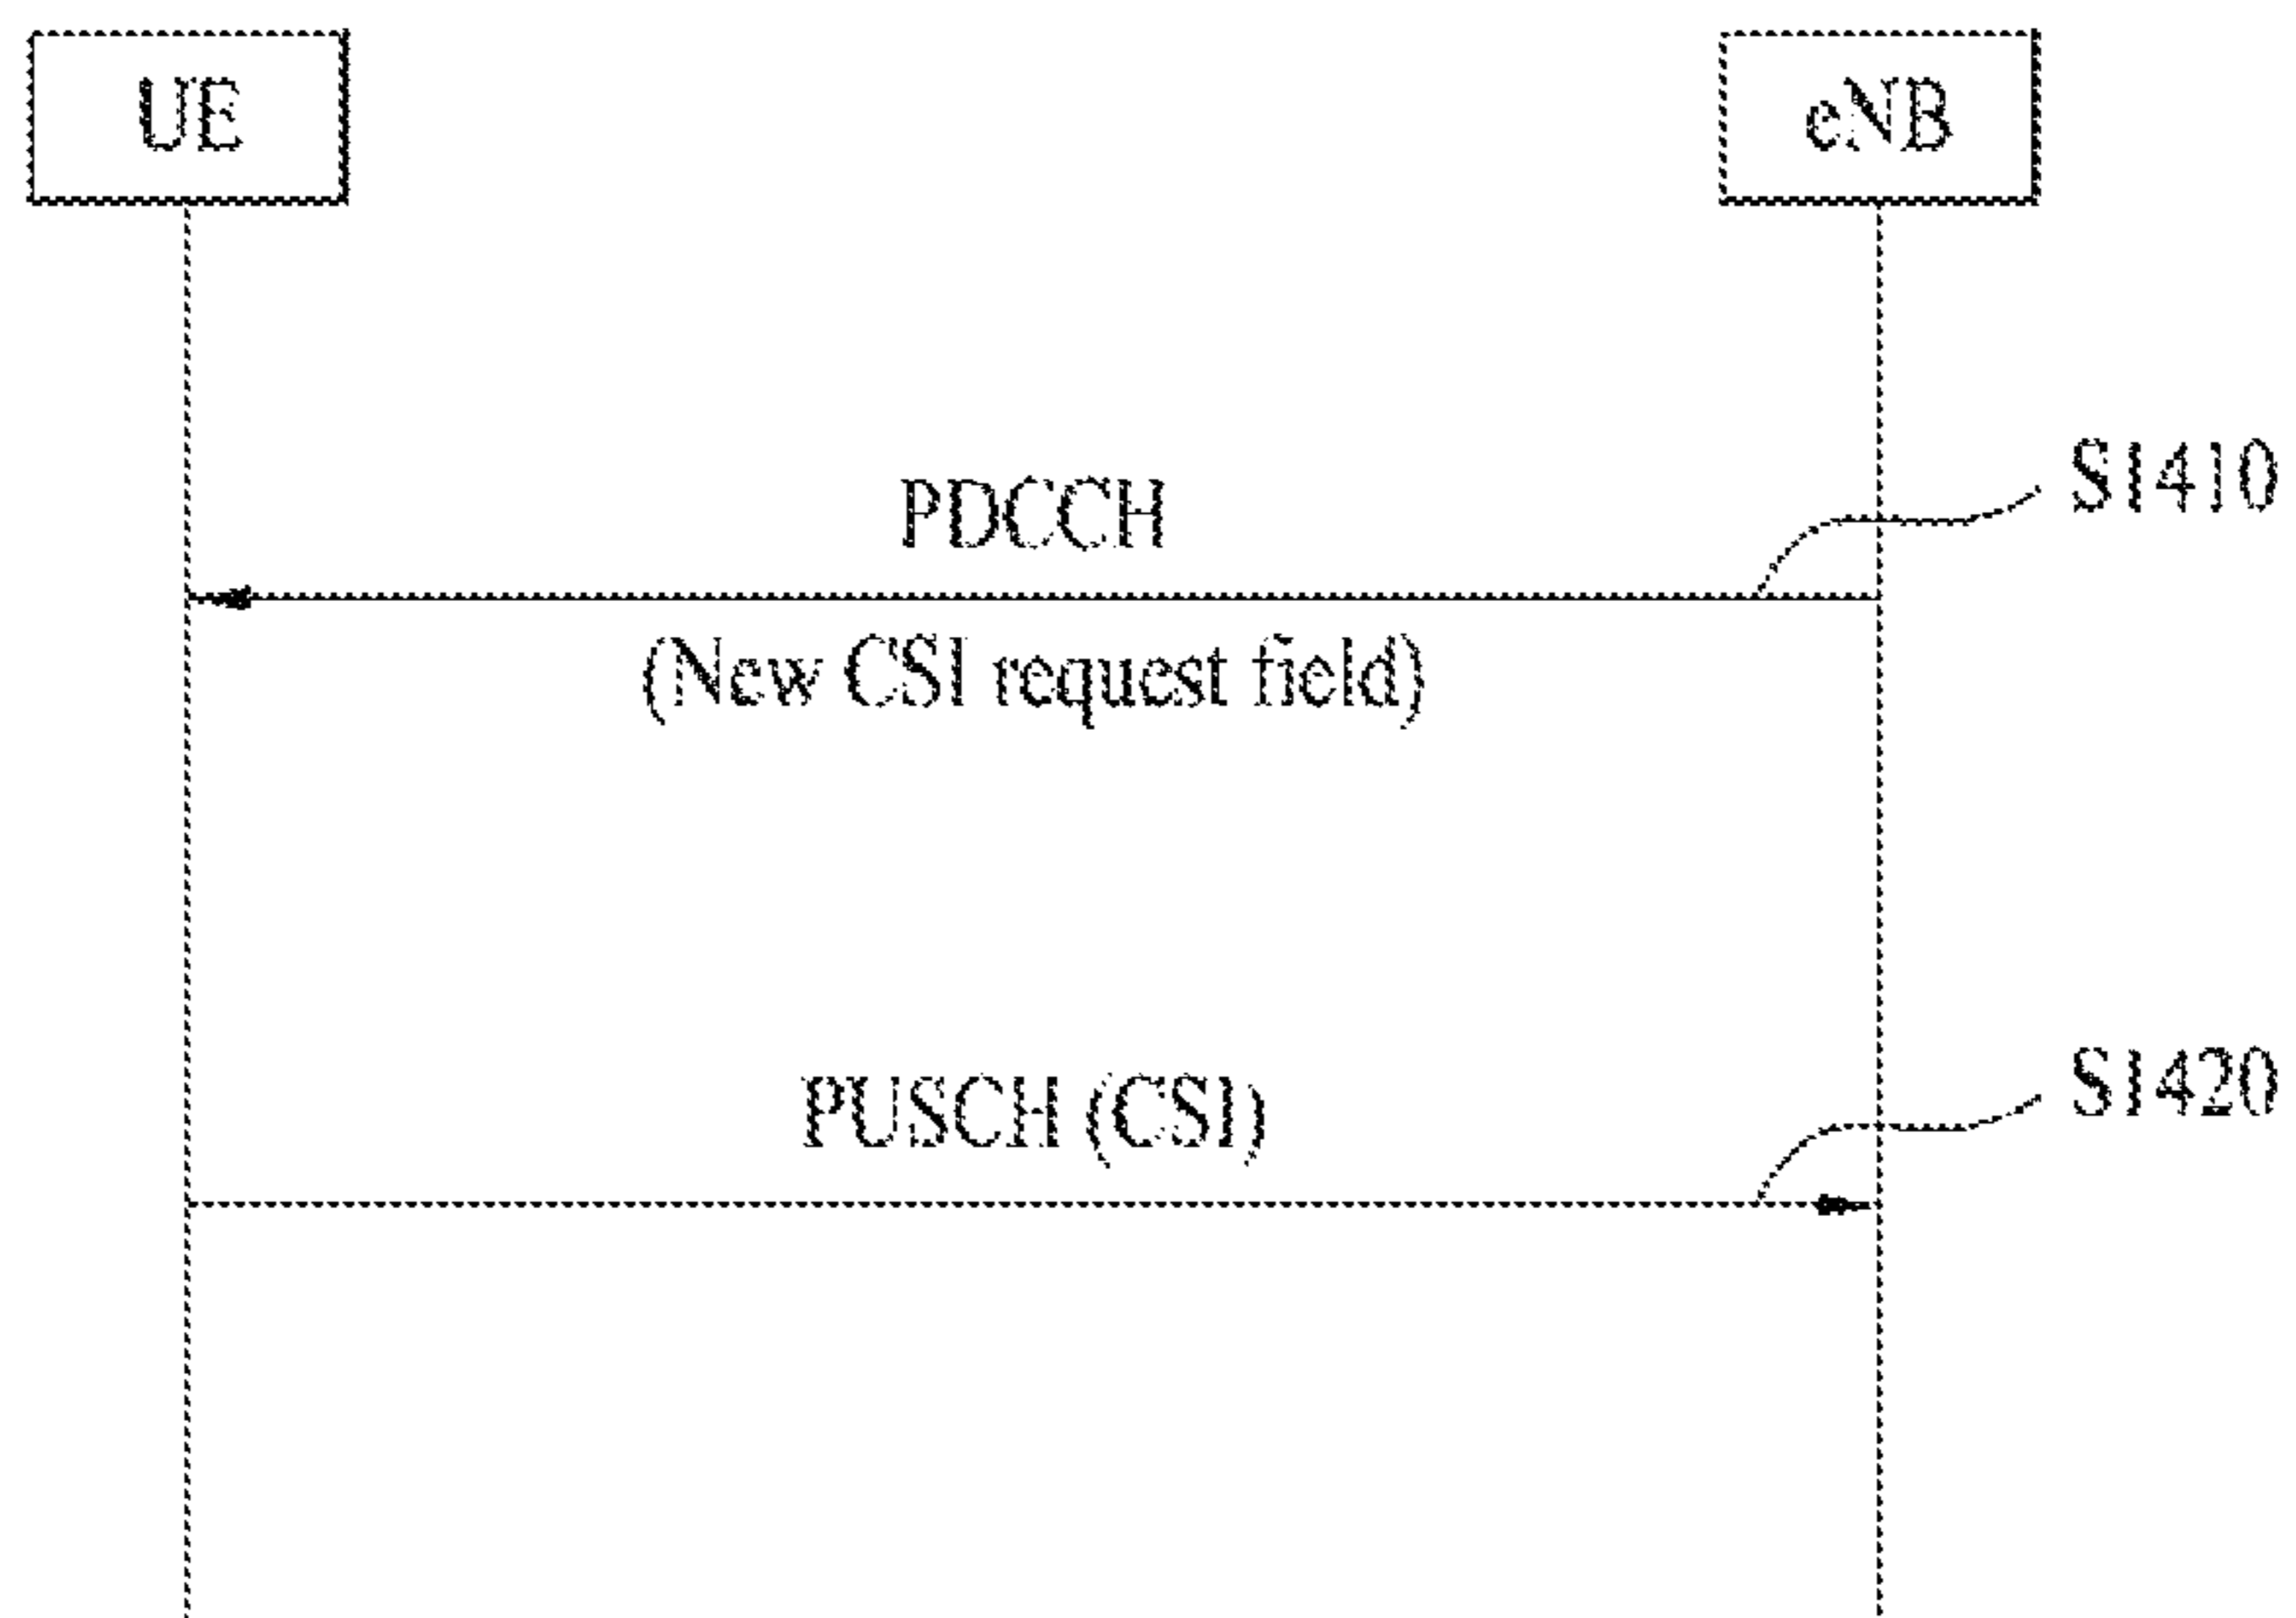 UE
eNB
S1410
PDCCH
(New CSI request field)
S1420
PUSCH (CSI)